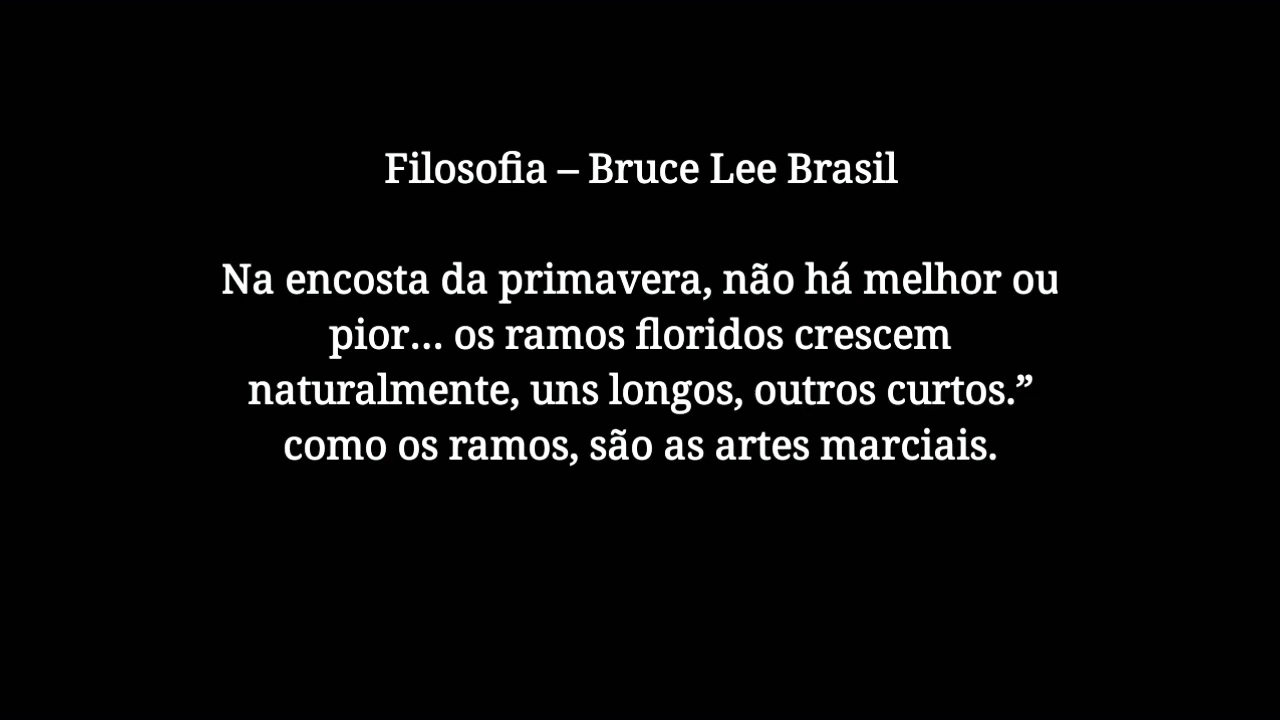 Filosofia – Bruce Lee Brasil
Na encosta da primavera, não há melhor ou
pior... os ramos floridos crescem
naturalmente, uns longos, outros curtos.”
como os ramos, são as artes marciais.